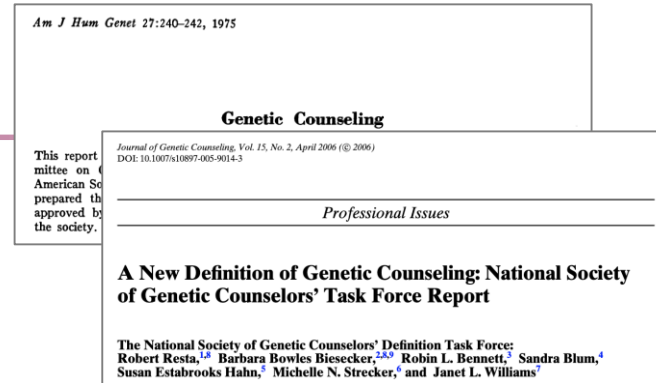 Am J Hum Genet 27:240–242, 1975
Genetic Counseling
This report
mittee on
American So
prepared th
approved by
the society.
Journal of Genetic Counseling, Vol. 15, No. 2, April 2006 (© 2006)
DOI: 10.1007/s10897-005-9014-3
Professional Issues
A New Definition of Genetic Counseling: National Society
of Genetic Counselors’ Task Force Report
The National Society of Genetic Counselors’ Definition Task Force:
Robert Resta,1,8 Barbara Bowles Biesecker,2,8,9 Robin L. Bennett,3 Sandra Blum,4
Susan Estabrooks Hahn,5 Michelle N. Strecker,6 and Janet L. Williams7